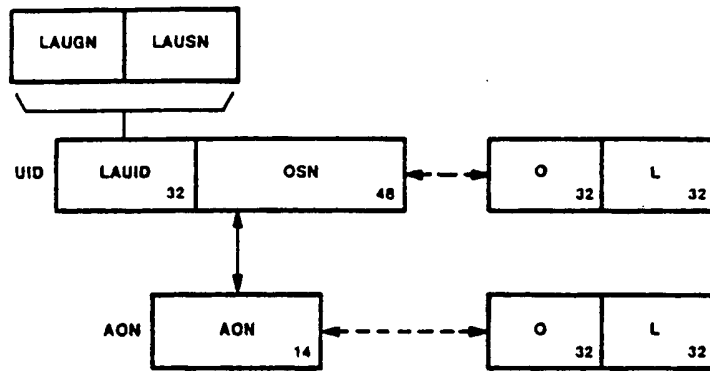 LAUGN LAUSN
UID LAUID 32 OSN 48 O 32 L 32
AON AON 14 O 32 L 32